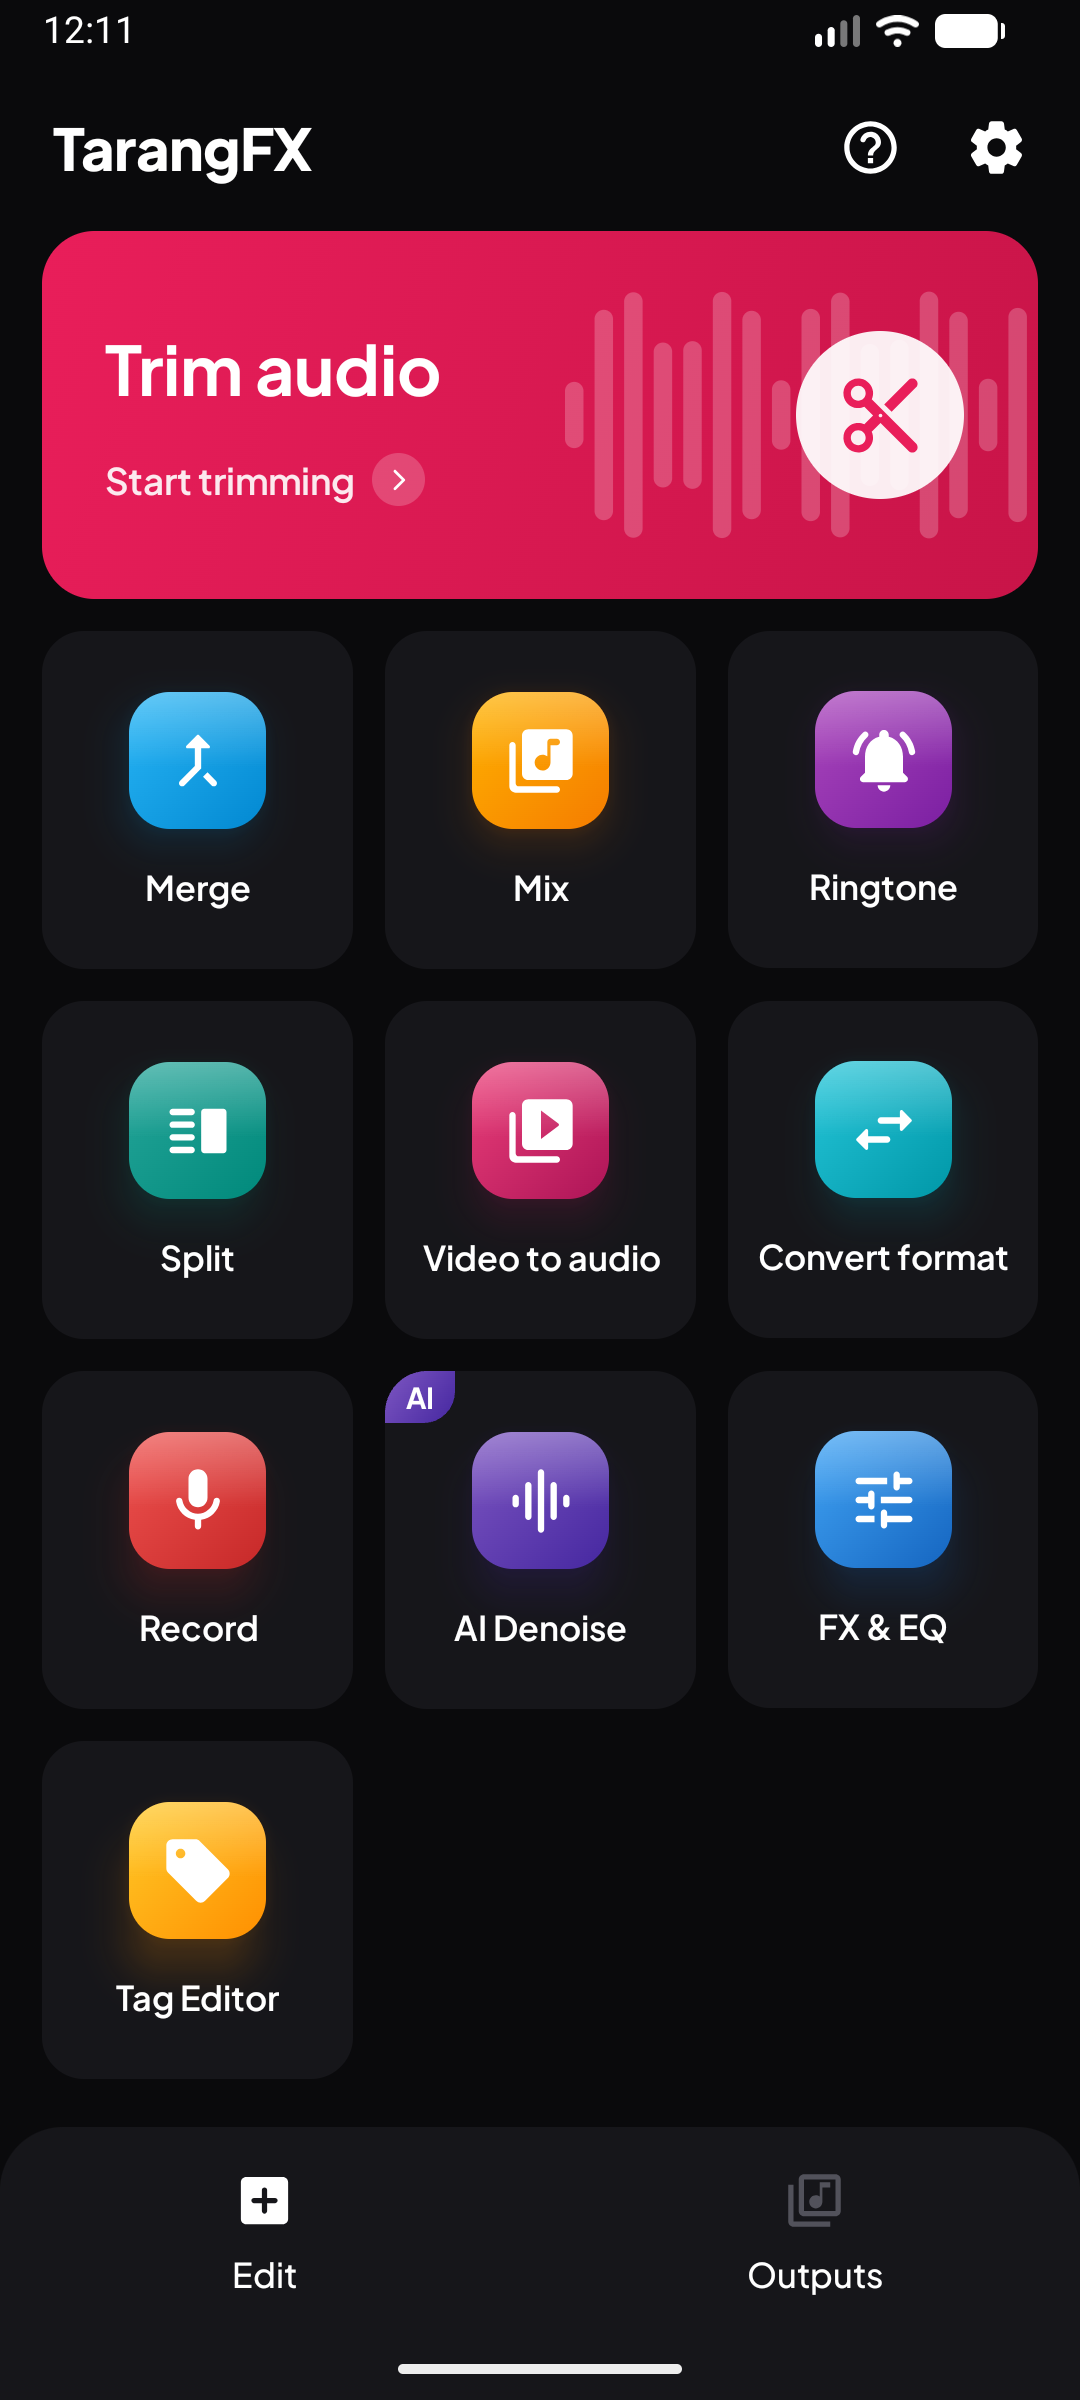 12:11
TarangFX
Trim audio
Start trimming
Merge
Mix
Ringtone
Split
Video to audio
Convert format
Record
AI
AI Denoise
FX & EQ
Tag Editor
Edit
Outputs